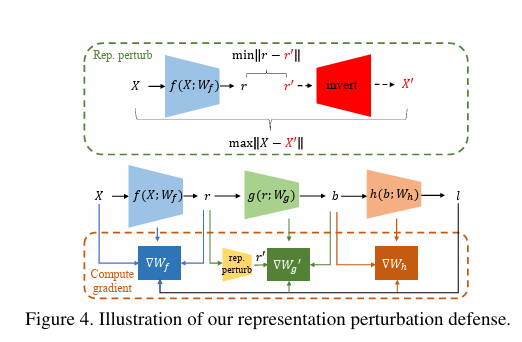 Rep. perturb
min‖r − r′‖
X f(X; W_f) r r′ invert X′
max‖X − X′‖
X f(X; W_f) r g(r; W_g) b h(b; W_h) l
Compute gradient
∇W_f rep. perturb r′ ∇W_g′ ∇W_h
Figure 4. Illustration of our representation perturbation defense.